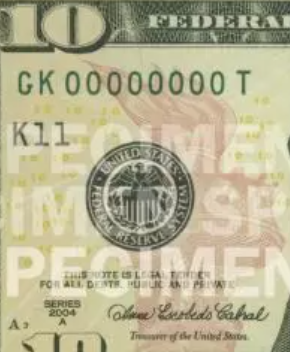 10 FEDERAL
GK 00000000 T
K11
PECIMEN
UNITED STATES FEDERAL RESERVE SYSTEM
IMEN SP
THIS NOTE IS LEGAL TENDER
FOR ALL DEBTS, PUBLIC AND PRIVATE
PECIMEN
SERIES
2004
A
Anna Escobedo Cabral
A 3
Treasurer of the United States.
10